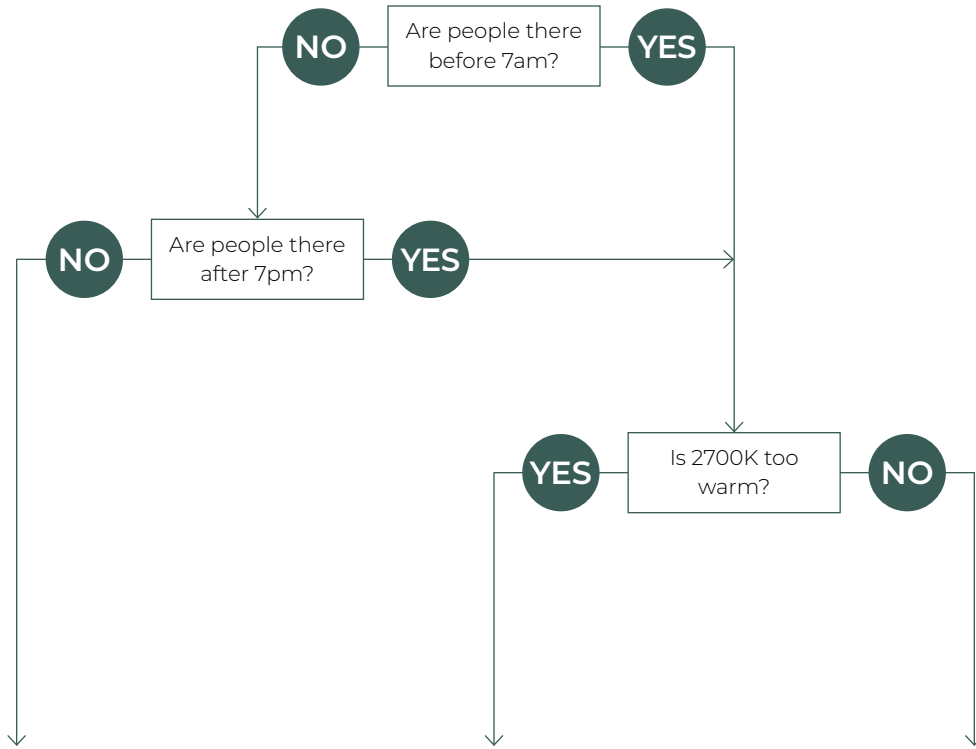 NO
Are people there
before 7am?
YES
NO
Are people there
after 7pm?
YES
YES
Is 2700K too
warm?
NO